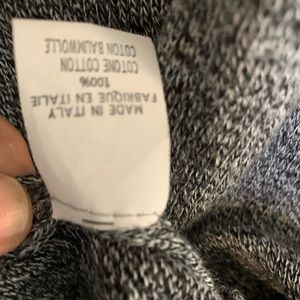 MADE IN ITALY
FABRIQUE EN ITALIE
100%
COTONE COTTON
COTON BAUMWOLLE